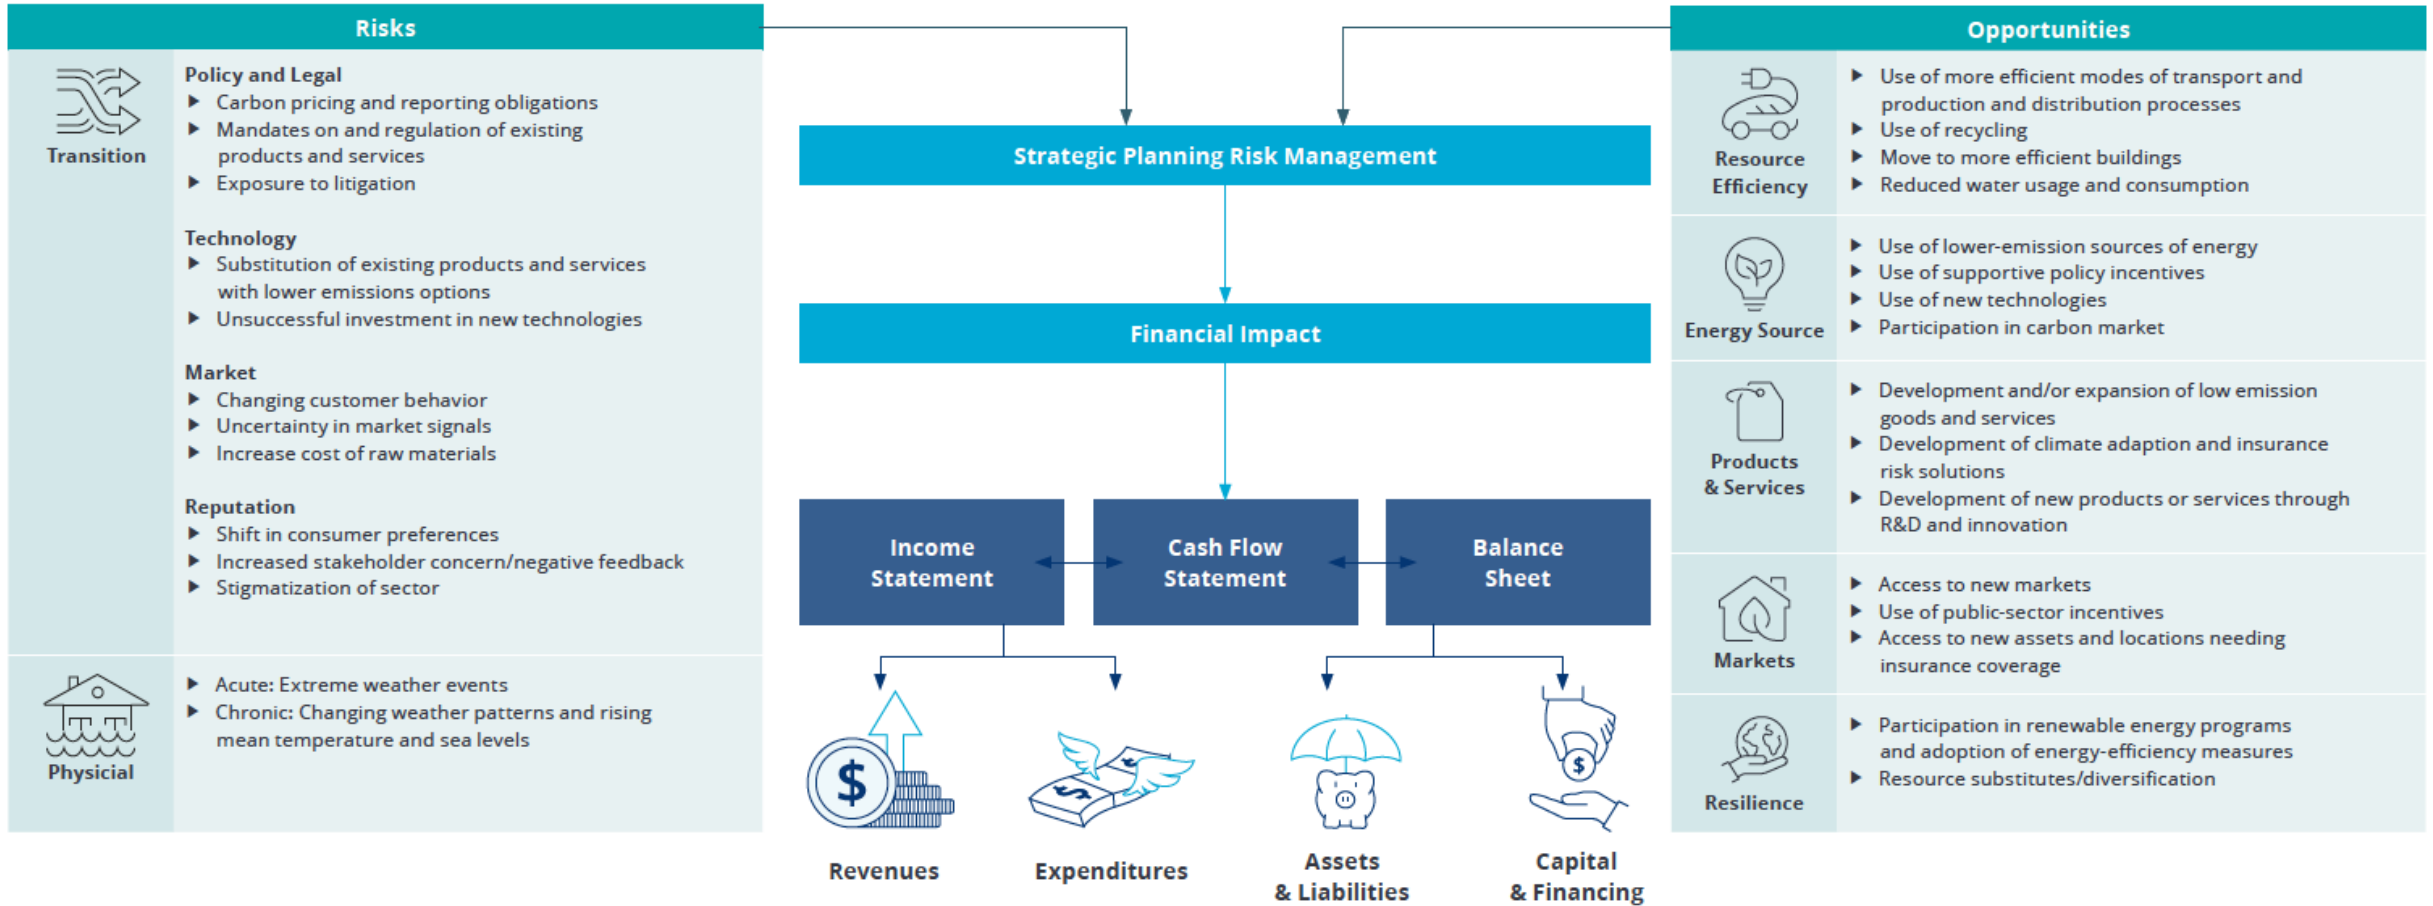 Risks
Transition
Policy and Legal
Carbon pricing and reporting obligations
Mandates on and regulation of existing
products and services
Exposure to litigation
Technology
Substitution of existing products and services
with lower emissions options
Unsuccessful investment in new technologies
Market
Changing customer behavior
Uncertainty in market signals
Increase cost of raw materials
Reputation
Shift in consumer preferences
Increased stakeholder concern/negative feedback
Stigmatization of sector
Physicial
Acute: Extreme weather events
Chronic: Changing weather patterns and rising
mean temperature and sea levels
Strategic Planning Risk Management
Financial Impact
Income
Statement
Cash Flow
Statement
Balance
Sheet
$
$
$
$
Revenues
Expenditures
Assets
& Liabilities
Capital
& Financing
Opportunities
Resource
Efficiency
Use of more efficient modes of transport and
production and distribution processes
Use of recycling
Move to more efficient buildings
Reduced water usage and consumption
Energy Source
Use of lower-emission sources of energy
Use of supportive policy incentives
Use of new technologies
Participation in carbon market
Products
& Services
Development and/or expansion of low emission
goods and services
Development of climate adaption and insurance
risk solutions
Development of new products or services through
R&D and innovation
Markets
Access to new markets
Use of public-sector incentives
Access to new assets and locations needing
insurance coverage
Resilience
Participation in renewable energy programs
and adoption of energy-efficiency measures
Resource substitutes/diversification